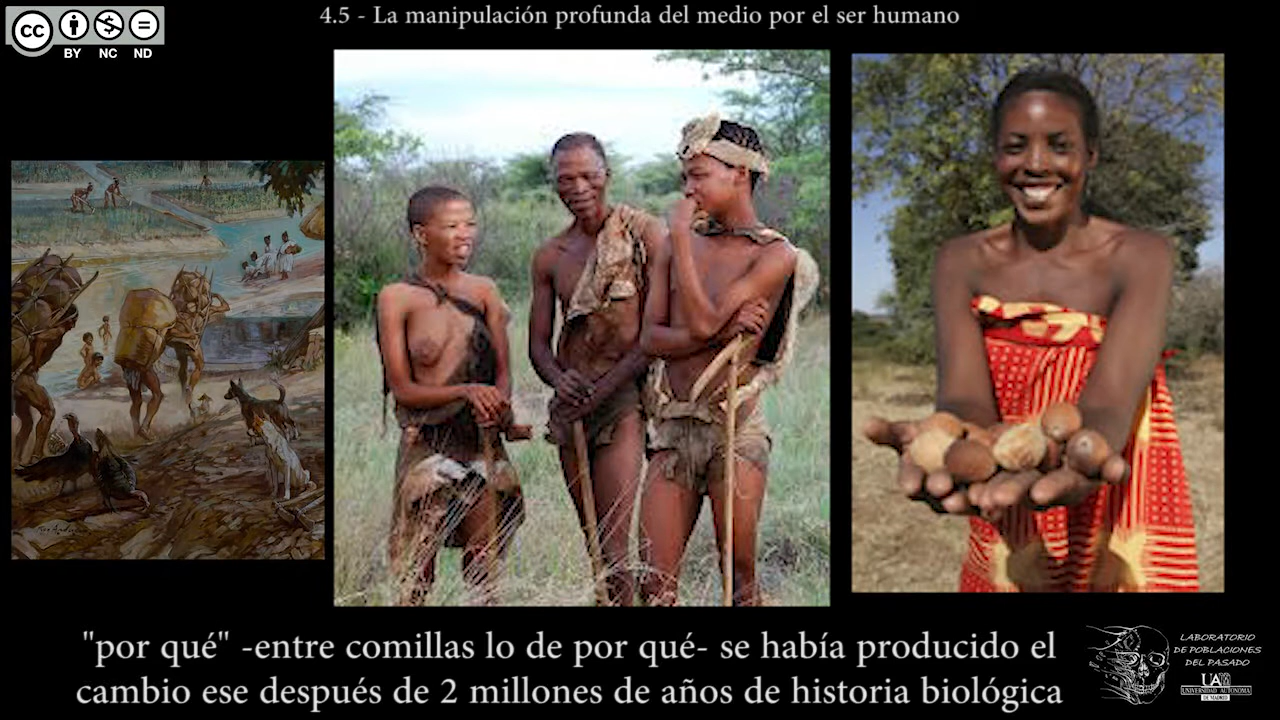 4.5 - La manipulación profunda del medio por el ser humano
cc
BY NC ND
"por qué" -entre comillas lo de por qué- se había producido el
cambio ese después de 2 millones de años de historia biológica
LABORATORIO
DE POBLACIONES
DEL PASADO
UAM
UNIVERSIDAD AUTONOMA
DE MADRID